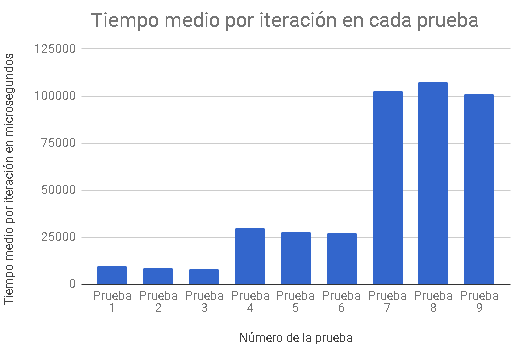 Tiempo medio por iteración en cada prueba
Tiempo medio por iteración en microsegundos
125000
100000
75000
50000
25000
0
Prueba 1
Prueba 2
Prueba 3
Prueba 4
Prueba 5
Prueba 6
Prueba 7
Prueba 8
Prueba 9
Número de la prueba